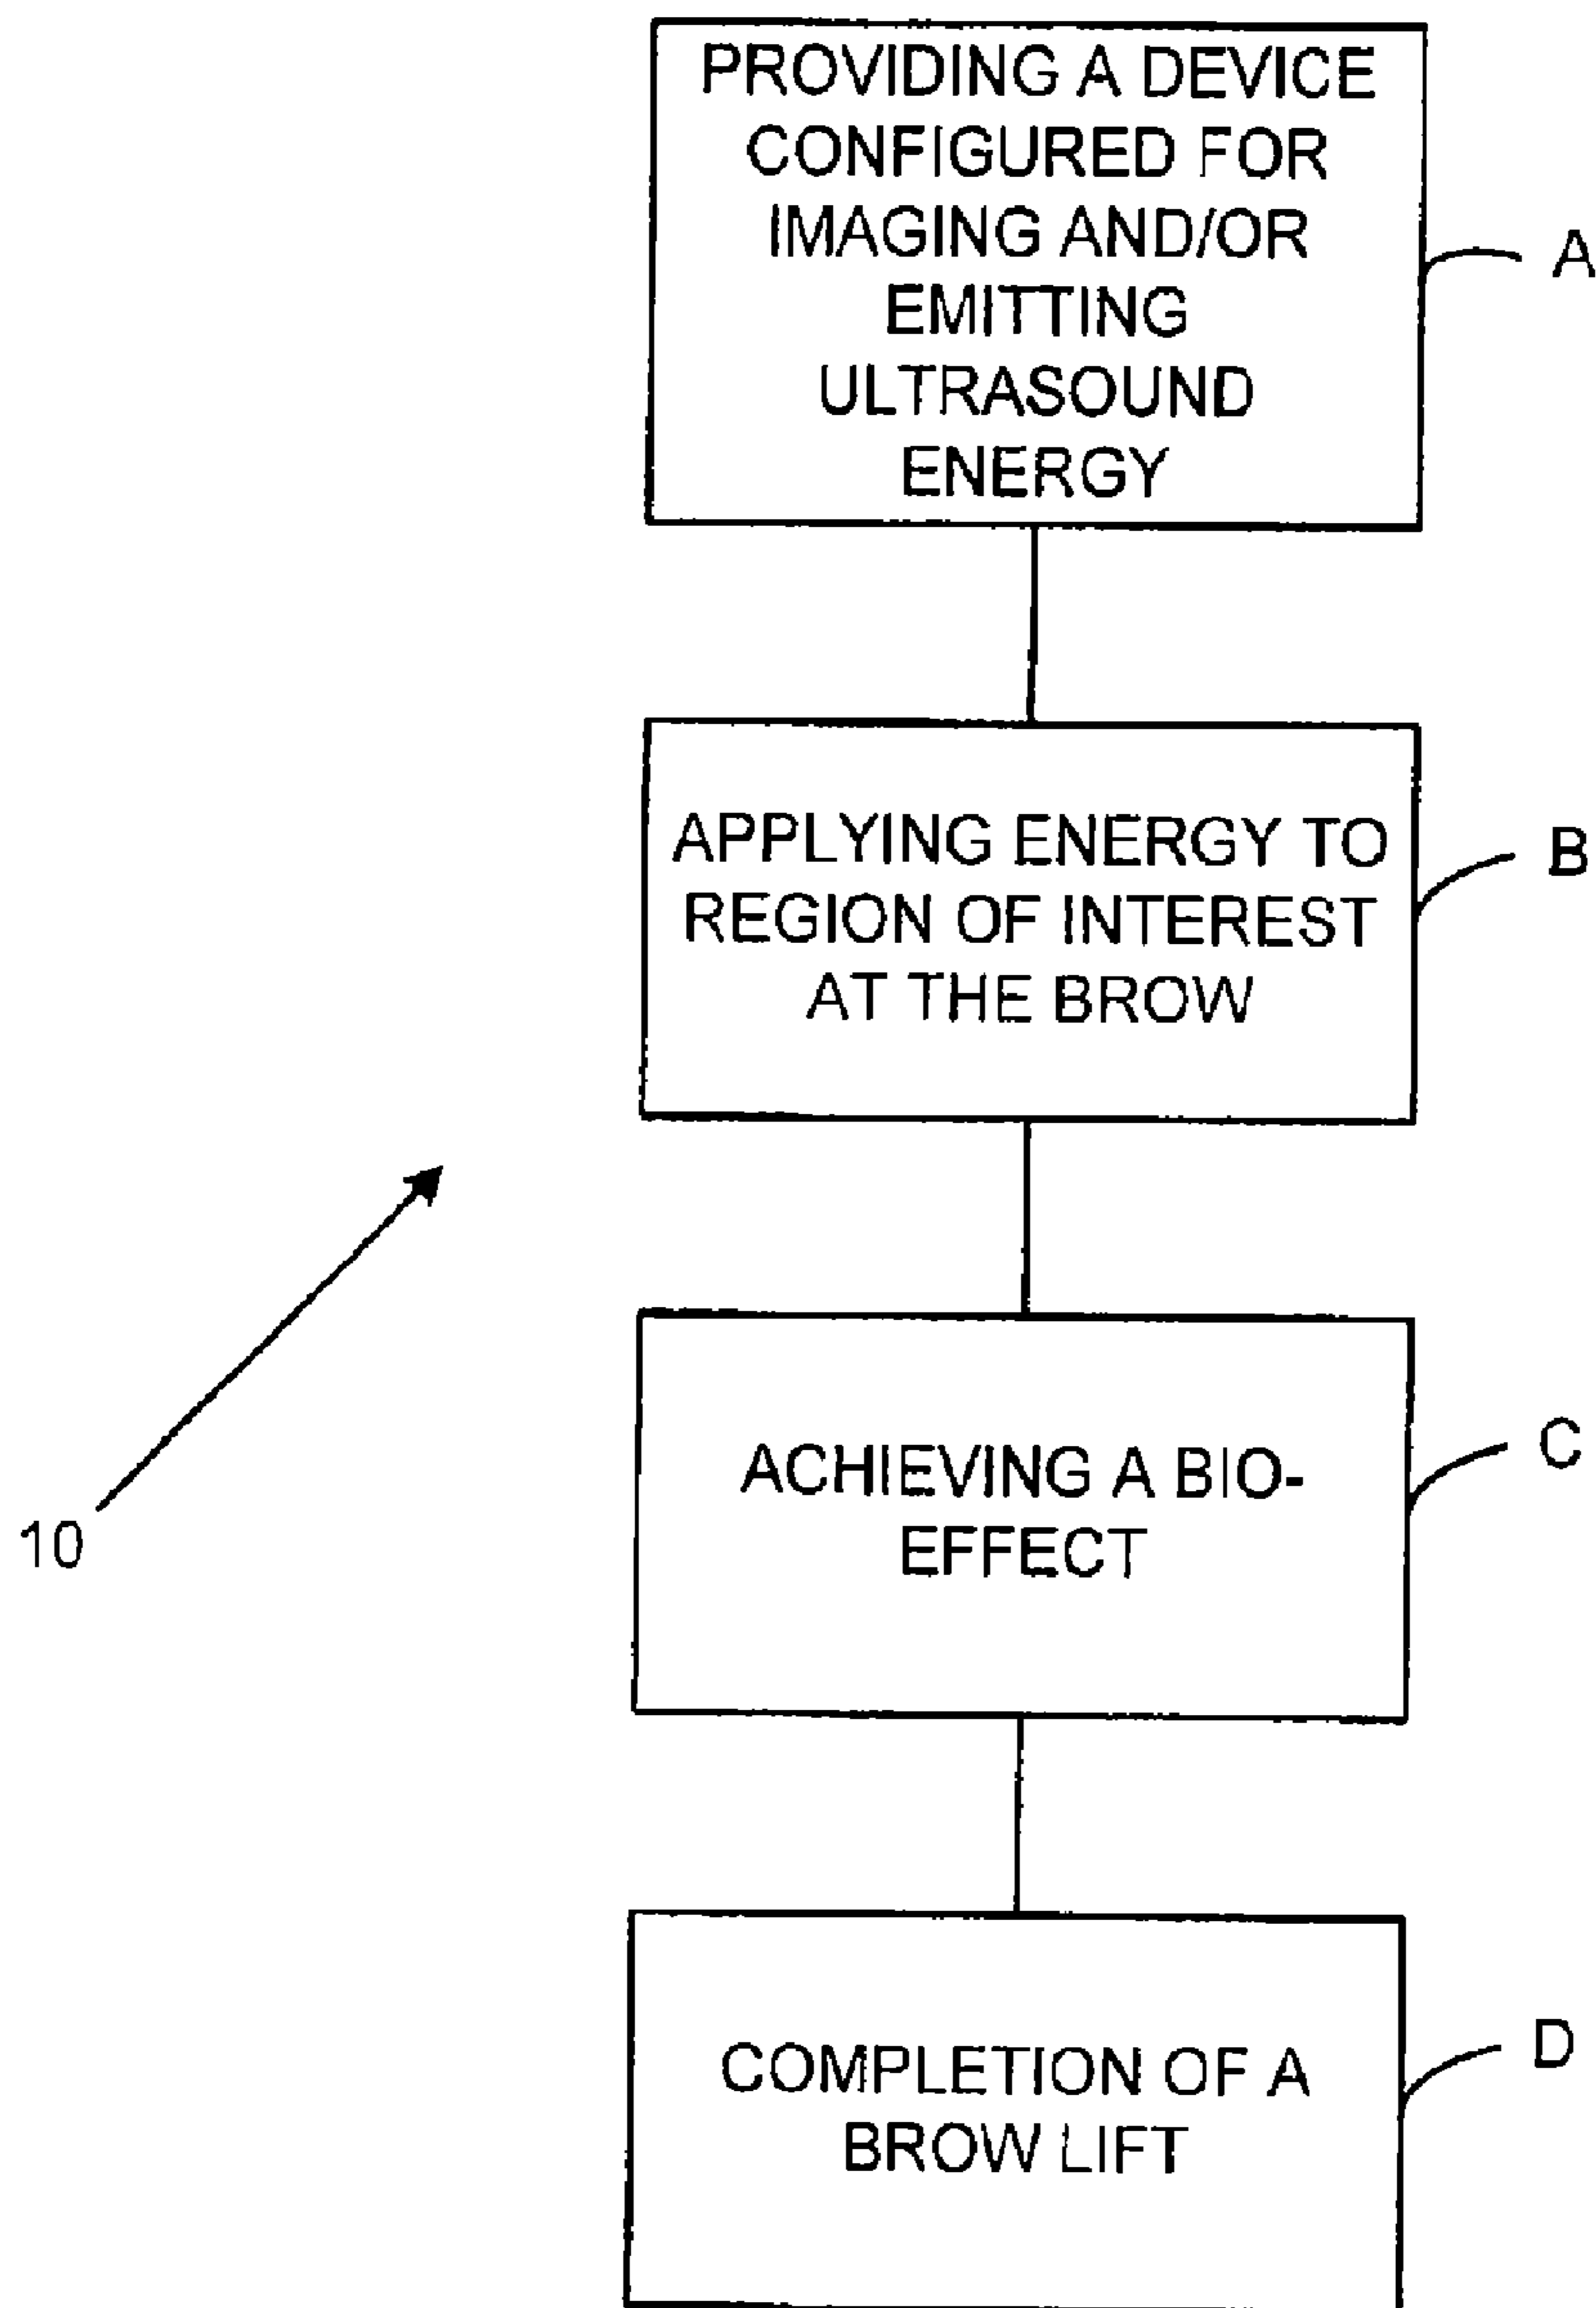 PROVIDING A DEVICE
CONFIGURED FOR
IMAGING AND/OR
EMITTING
ULTRASOUND
ENERGY
A
APPLYING ENERGY TO
REGION OF INTEREST
AT THE BROW
B
ACHIEVING A BIO-
EFFECT
C
10
COMPLETION OF A
BROW LIFT
D